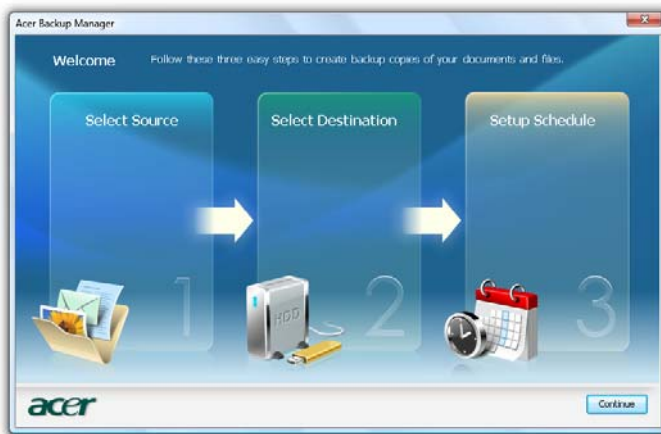 Acer Backup Manager
Welcome Follow these three easy steps to create backup copies of your documents and files.
Select Source
Select Destination
Setup Schedule
1
HDD
2
3
acer
Continue